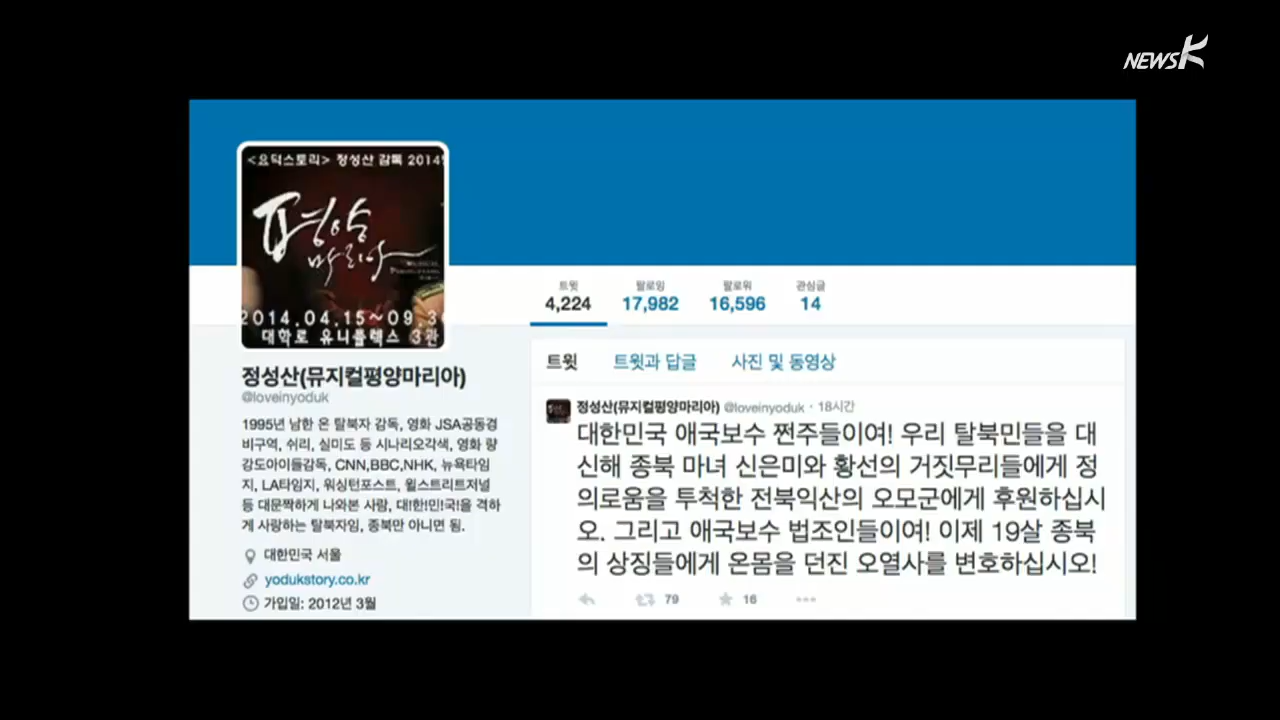 NEWSK
<요덕스토리> 정성산 감독 2014
평양
마리아
2014.04.15~09.30
대학로 유니플렉스 3관
트윗 팔로잉 팔로워 관심글
4,224 17,982 16,596 14
정성산(뮤지컬평양마리아)
@loveinyoduk
1995년 남한 온 탈북자 감독, 영화 JSA공동경
비구역, 쉬리, 실미도 등 시나리오각색, 영화 량
강도아이들감독, CNN,BBC,NHK, 뉴욕타임
지, LA타임지, 워싱턴포스트, 월스트리트저널
등 대문짝하게 나와본 사람, 대!한!민!국!을 격하
게 사랑하는 탈북자임, 종북만 아니면 됨.
대한민국 서울
yodukstory.co.kr
가입일: 2012년 3월
트윗 트윗과 답글 사진 및 동영상
정성산(뮤지컬평양마리아) @loveinyoduk · 18시간
대한민국 애국보수 쩐주들이여! 우리 탈북민들을 대
신해 종북 마녀 신은미와 황선의 거짓무리들에게 정
의로움을 투척한 전북익산의 오모군에게 후원하십시
오. 그리고 애국보수 법조인들이여! 이제 19살 종북
의 상징들에게 온몸을 던진 오열사를 변호하십시오!
79 16